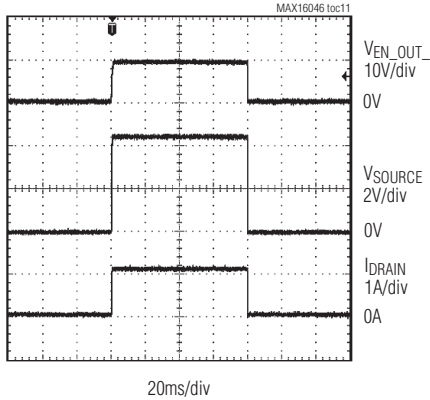 MAX16046 toc11
VEN_OUT_
10V/div
0V
VSOURCE
2V/div
0V
IDRAIN
1A/div
0A
20ms/div